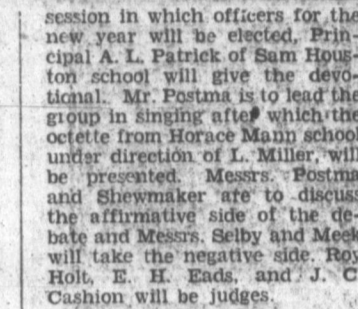 session in which officers for the
new year will be elected, Prin-
cipal A. L. Patrick of Sam Hous-
ton school will give the devo-
tional. Mr. Postma is to lead the
group in singing after which the
octette from Horace Mann school
under direction of L. Miller, will
be presented. Messrs. Postma
and Shewmaker are to discuss
the affirmative side of the de-
bate and Messrs. Selby and Meek
will take the negative side. Roy
Holt, E. H. Eads, and J. C.
Cashion will be judges.